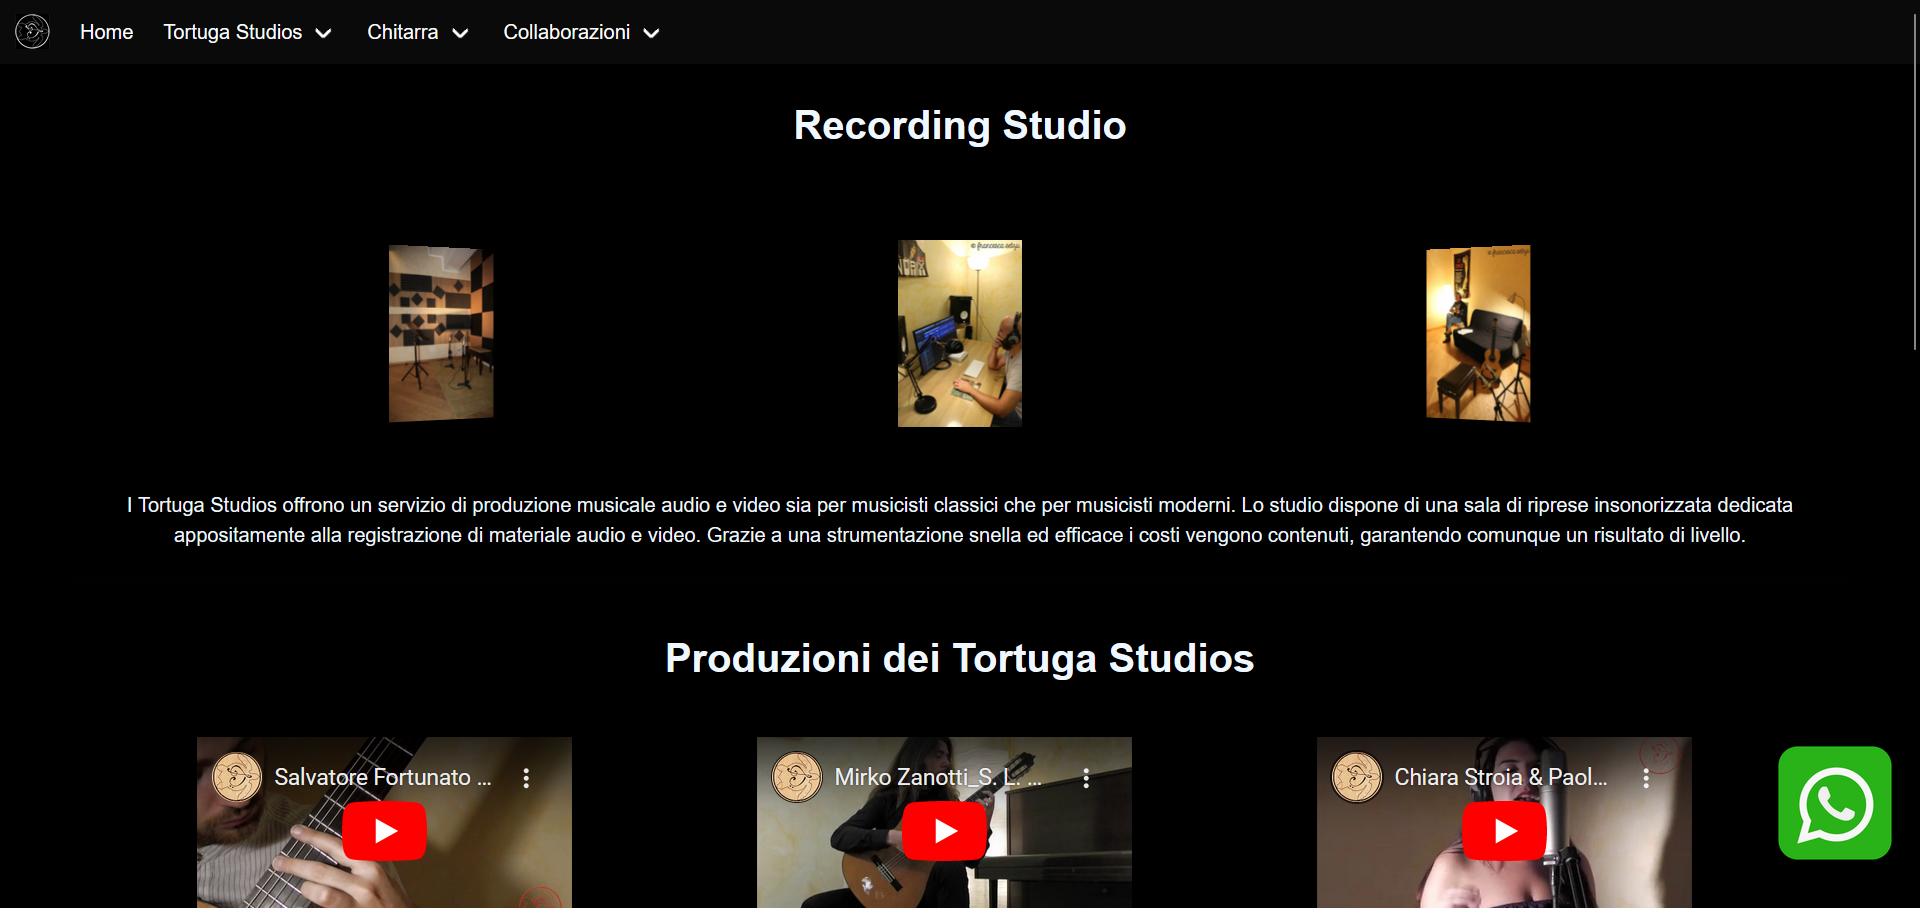 Home Tortuga Studios Chitarra Collaborazioni
Recording Studio
© francesca.sedgu
I Tortuga Studios offrono un servizio di produzione musicale audio e video sia per musicisti classici che per musicisti moderni. Lo studio dispone di una sala di riprese insonorizzata dedicata
appositamente alla registrazione di materiale audio e video. Grazie a una strumentazione snella ed efficace i costi vengono contenuti, garantendo comunque un risultato di livello.
Produzioni dei Tortuga Studios
Salvatore Fortunato ... Mirko Zanotti_S. L. ... Chiara Stroia & Paol...